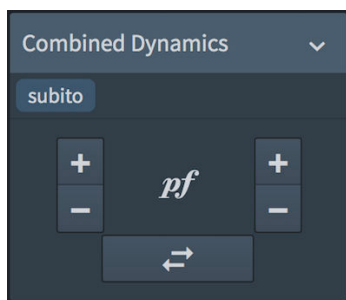 Combined Dynamics
subito
+ pf +
− −